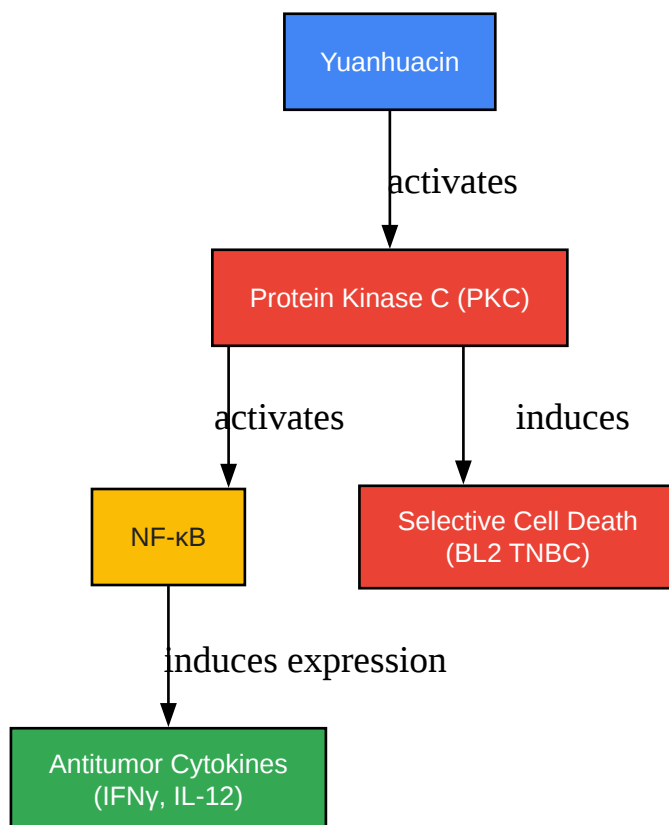 Yuanhuacin
activates
Protein Kinase C (PKC)
activates
induces
NF-κB
Selective Cell Death
(BL2 TNBC)
induces expression
Antitumor Cytokines
(IFNγ, IL-12)